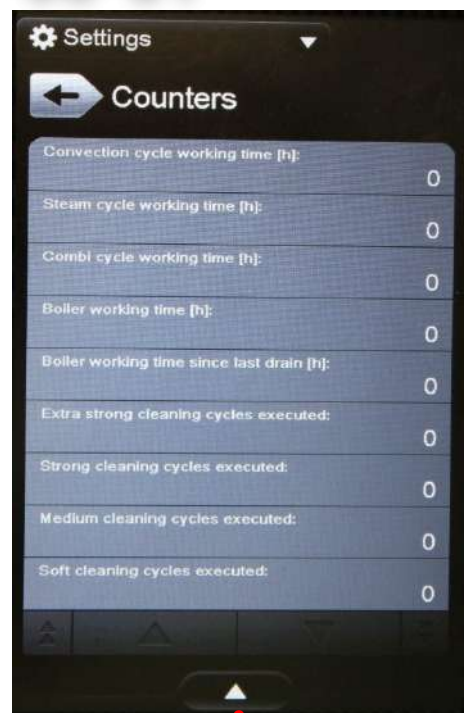 Settings
Counters
Convection cycle working time [h]:
0
Steam cycle working time [h]:
0
Combi cycle working time [h]:
0
Boiler working time [h]:
0
Boiler working time since last drain [h]:
0
Extra strong cleaning cycles executed:
0
Strong cleaning cycles executed:
0
Medium cleaning cycles executed:
0
Soft cleaning cycles executed:
0